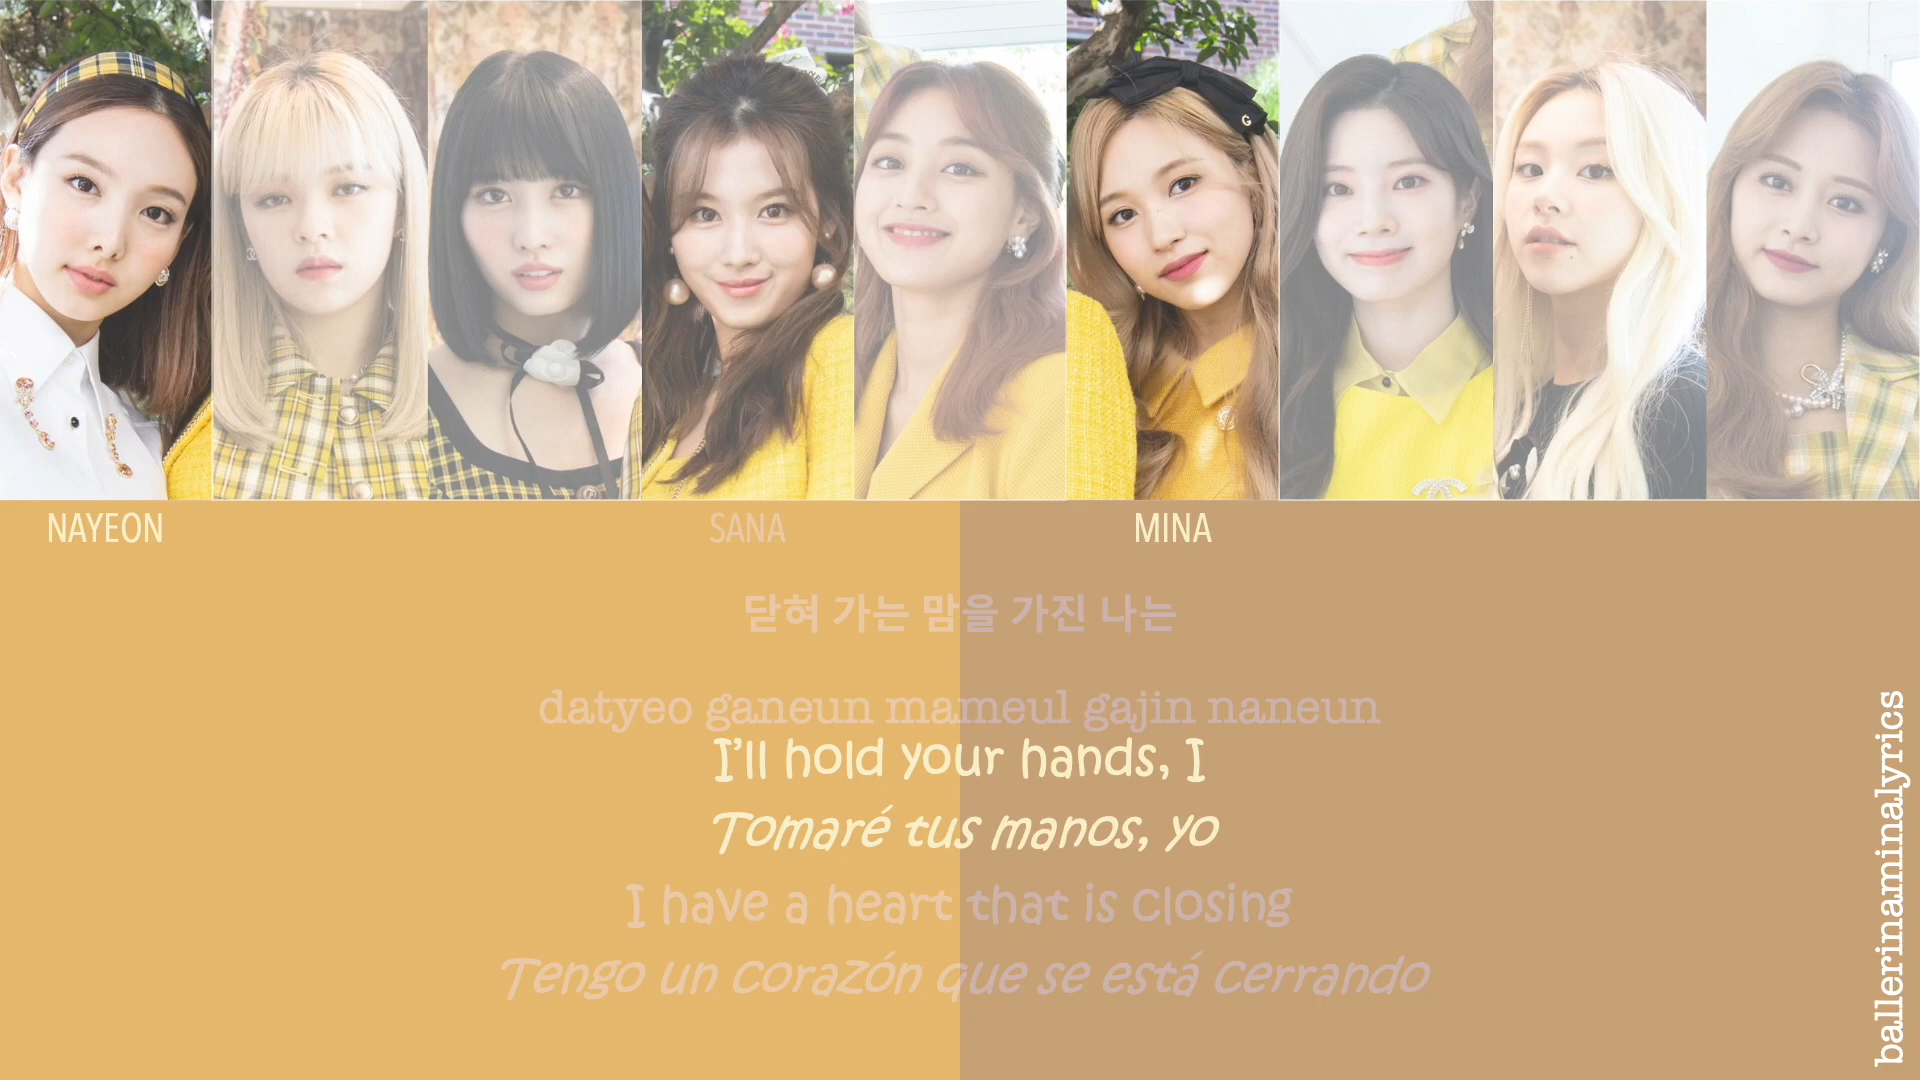 NAYEON
SANA
MINA
닫혀 가는 맘을 가진 나는
datyeo ganeun mameul gajin naneun
I'll hold your hands, I
Tomaré tus manos, yo
I have a heart that is closing
Tengo un corazón que se está cerrando
ballerinaminalyrics
G